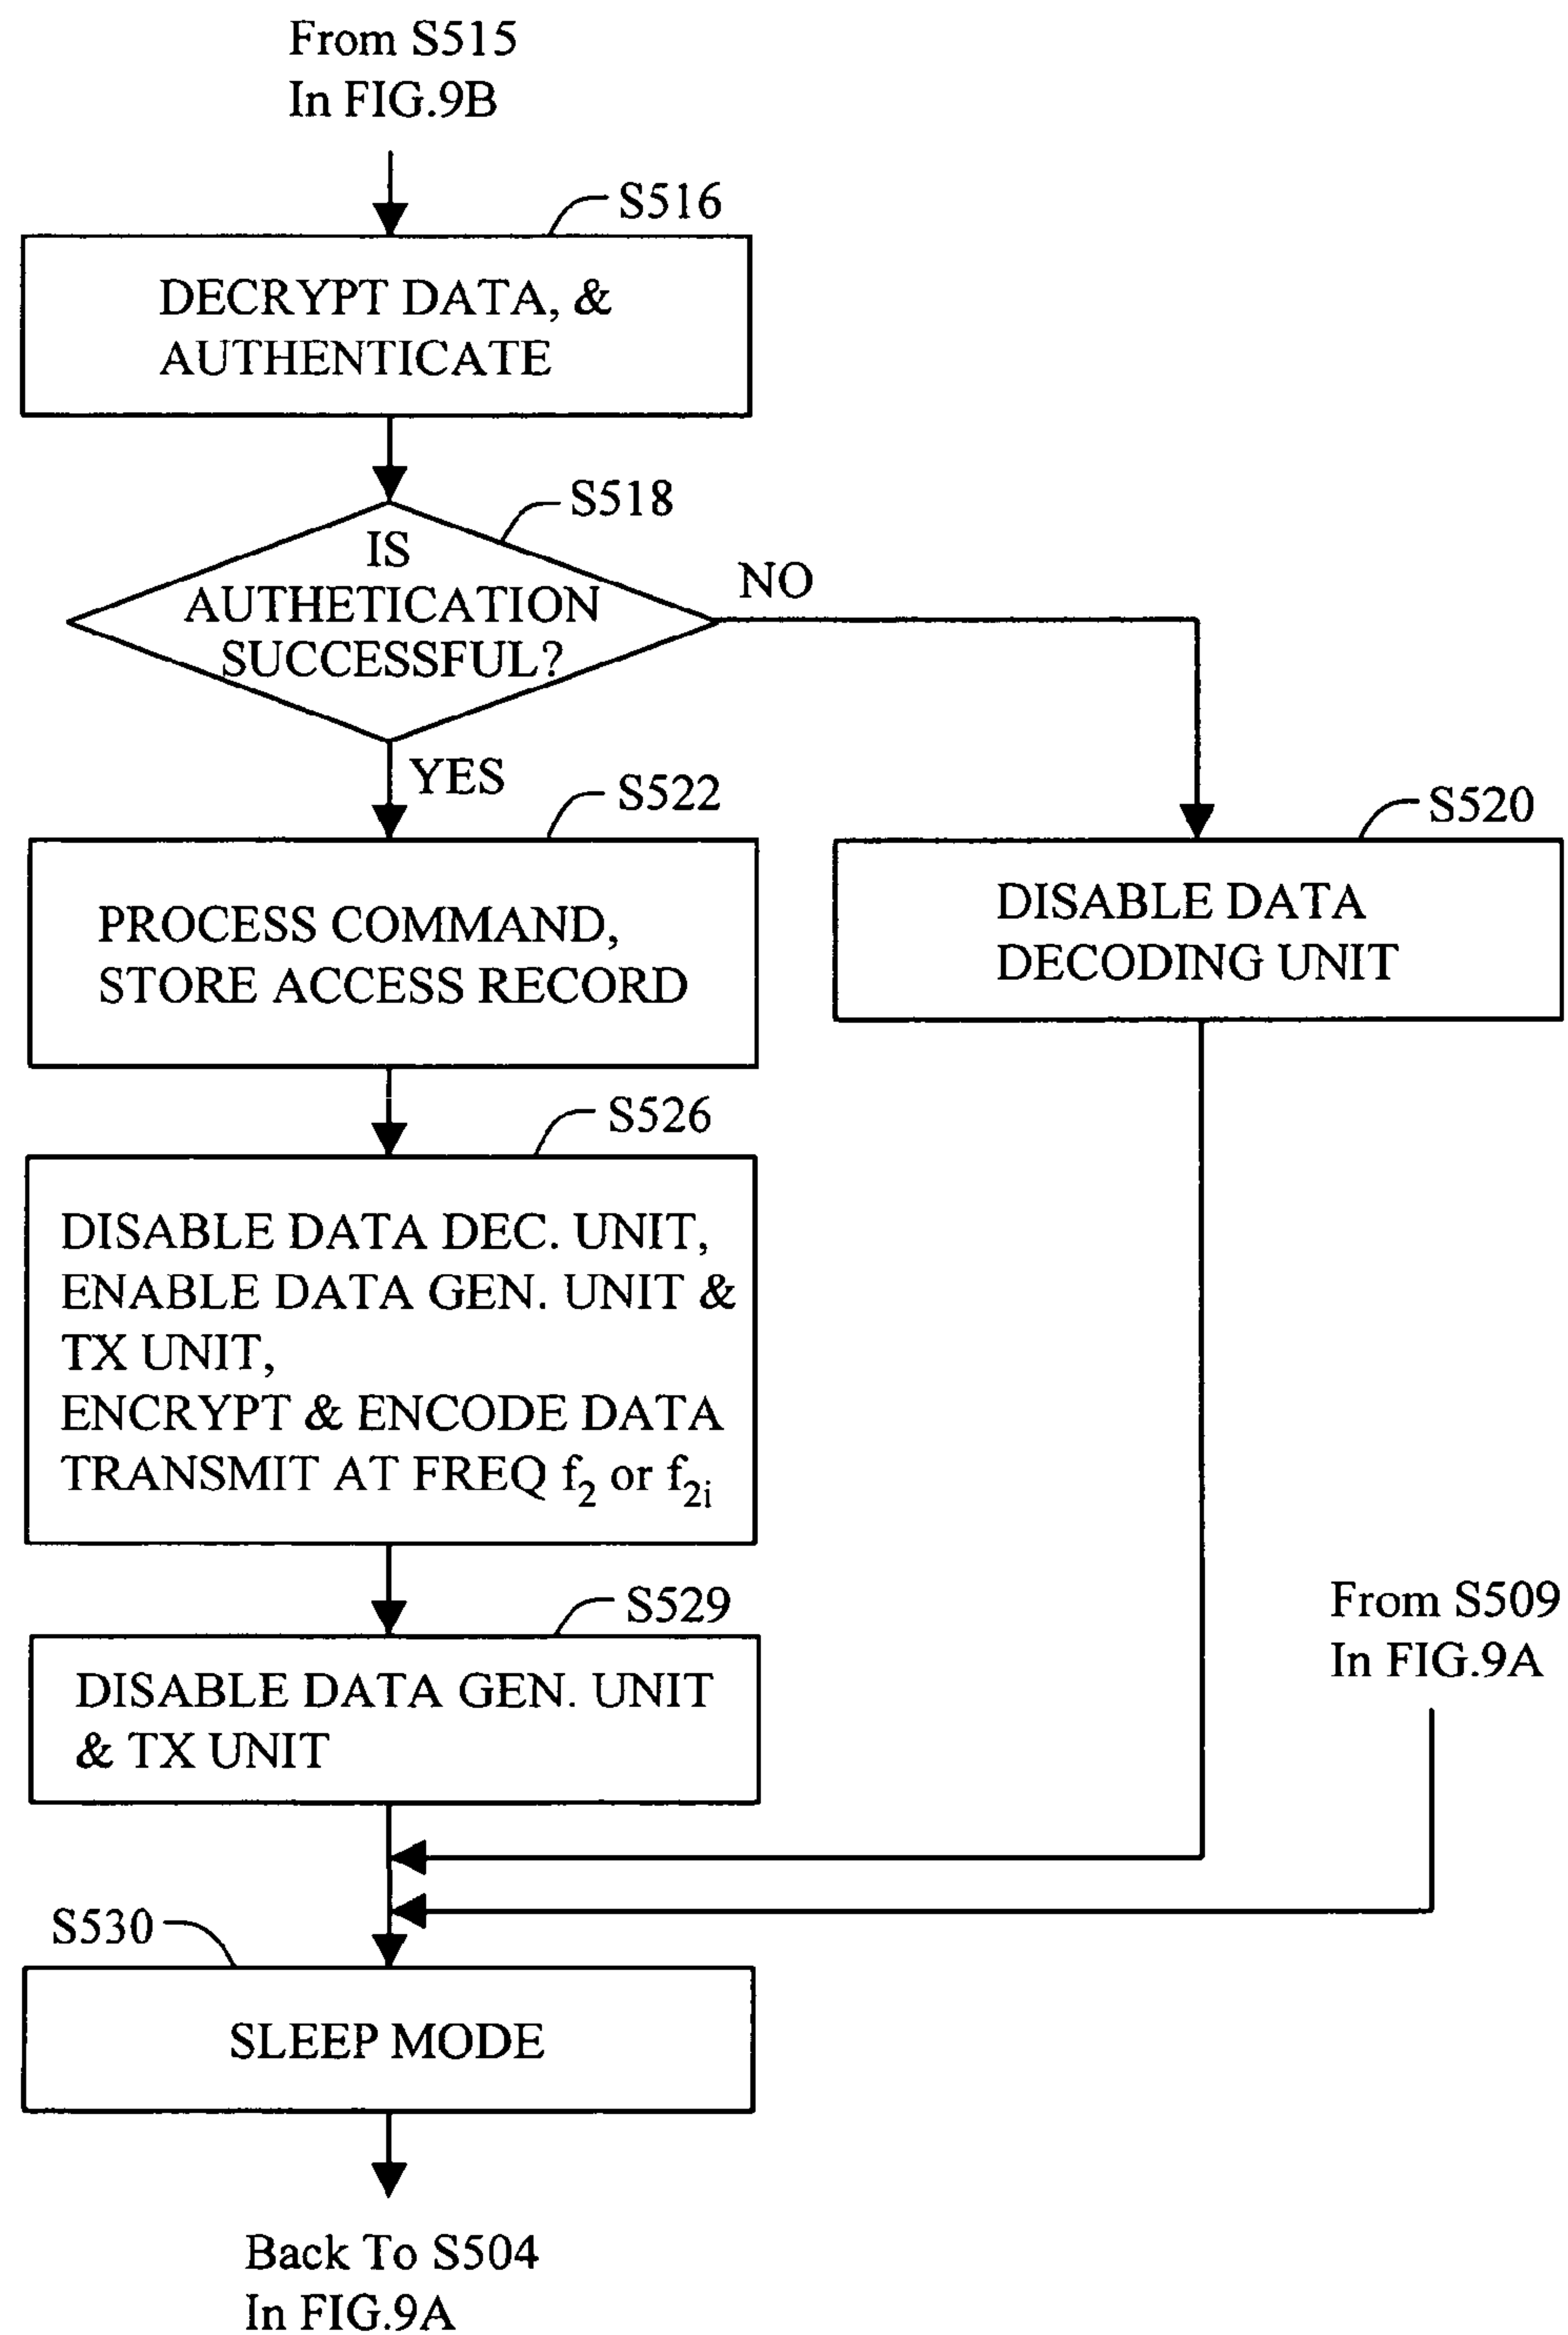 From S515
In FIG.9B
S516
DECRYPT DATA, &
AUTHENTICATE
S518
IS
AUTHETICATION
SUCCESSFUL?
NO
YES
S522
PROCESS COMMAND,
STORE ACCESS RECORD
S520
DISABLE DATA
DECODING UNIT
S526
DISABLE DATA DEC. UNIT,
ENABLE DATA GEN. UNIT &
TX UNIT,
ENCRYPT & ENCODE DATA
TRANSMIT AT FREQ f2 or f2i
S529
DISABLE DATA GEN. UNIT
& TX UNIT
From S509
In FIG.9A
S530
SLEEP MODE
Back To S504
In FIG.9A